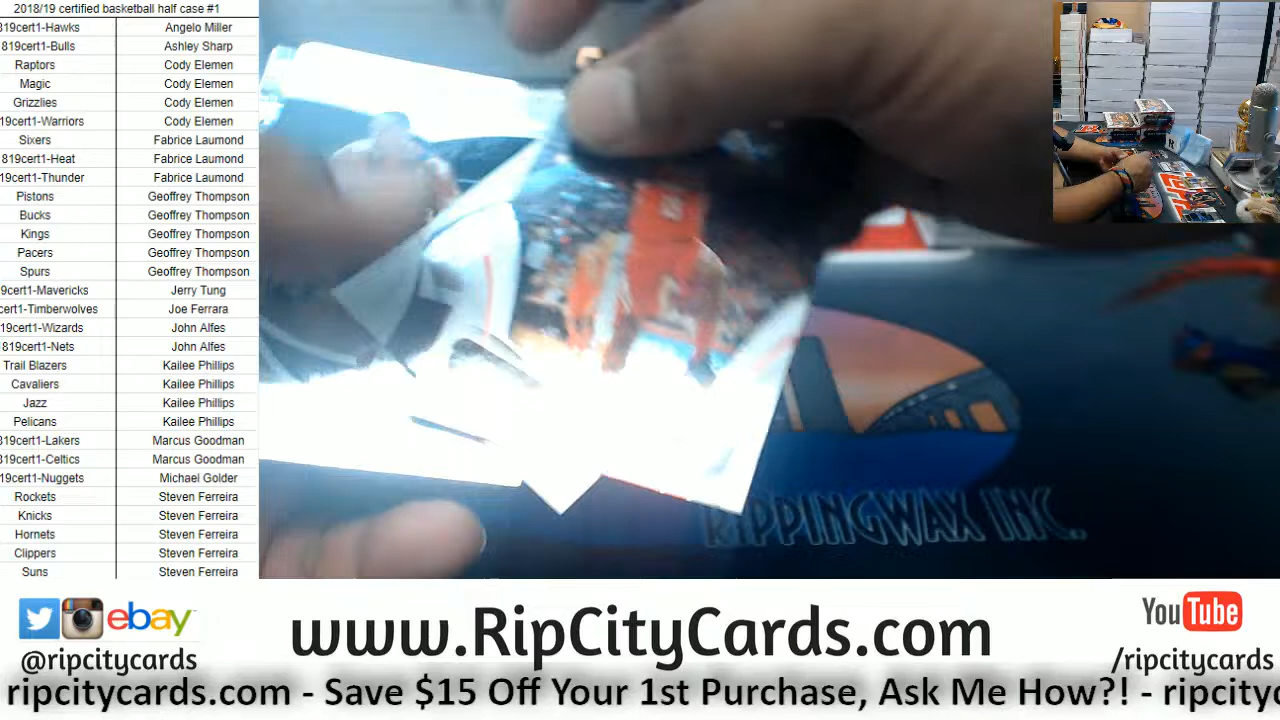 2018/19 certified basketball half case #1
819cert1-Hawks Angelo Miller
819cert1-Bulls Ashley Sharp
Raptors Cody Elemen
Magic Cody Elemen
Grizzlies Cody Elemen
19cert1-Warriors Cody Elemen
Sixers Fabrice Laumond
819cert1-Heat Fabrice Laumond
19cert1-Thunder Fabrice Laumond
Pistons Geoffrey Thompson
Bucks Geoffrey Thompson
Kings Geoffrey Thompson
Pacers Geoffrey Thompson
Spurs Geoffrey Thompson
9cert1-Mavericks Jerry Tung
cert1-Timberwolves Joe Ferrara
19cert1-Wizards John Alfes
819cert1-Nets John Alfes
Trail Blazers Kailee Phillips
Cavaliers Kailee Phillips
Jazz Kailee Phillips
Pelicans Kailee Phillips
819cert1-Lakers Marcus Goodman
819cert1-Celtics Marcus Goodman
19cert1-Nuggets Michael Golder
Rockets Steven Ferreira
Knicks Steven Ferreira
Hornets Steven Ferreira
Clippers Steven Ferreira
Suns Steven Ferreira
RIPPINGWAX INC.
ebay
@ripcitycards
www.RipCityCards.com
YouTube
/ripcitycards
ripcitycards.com - Save $15 Off Your 1st Purchase, Ask Me How?! - ripcity